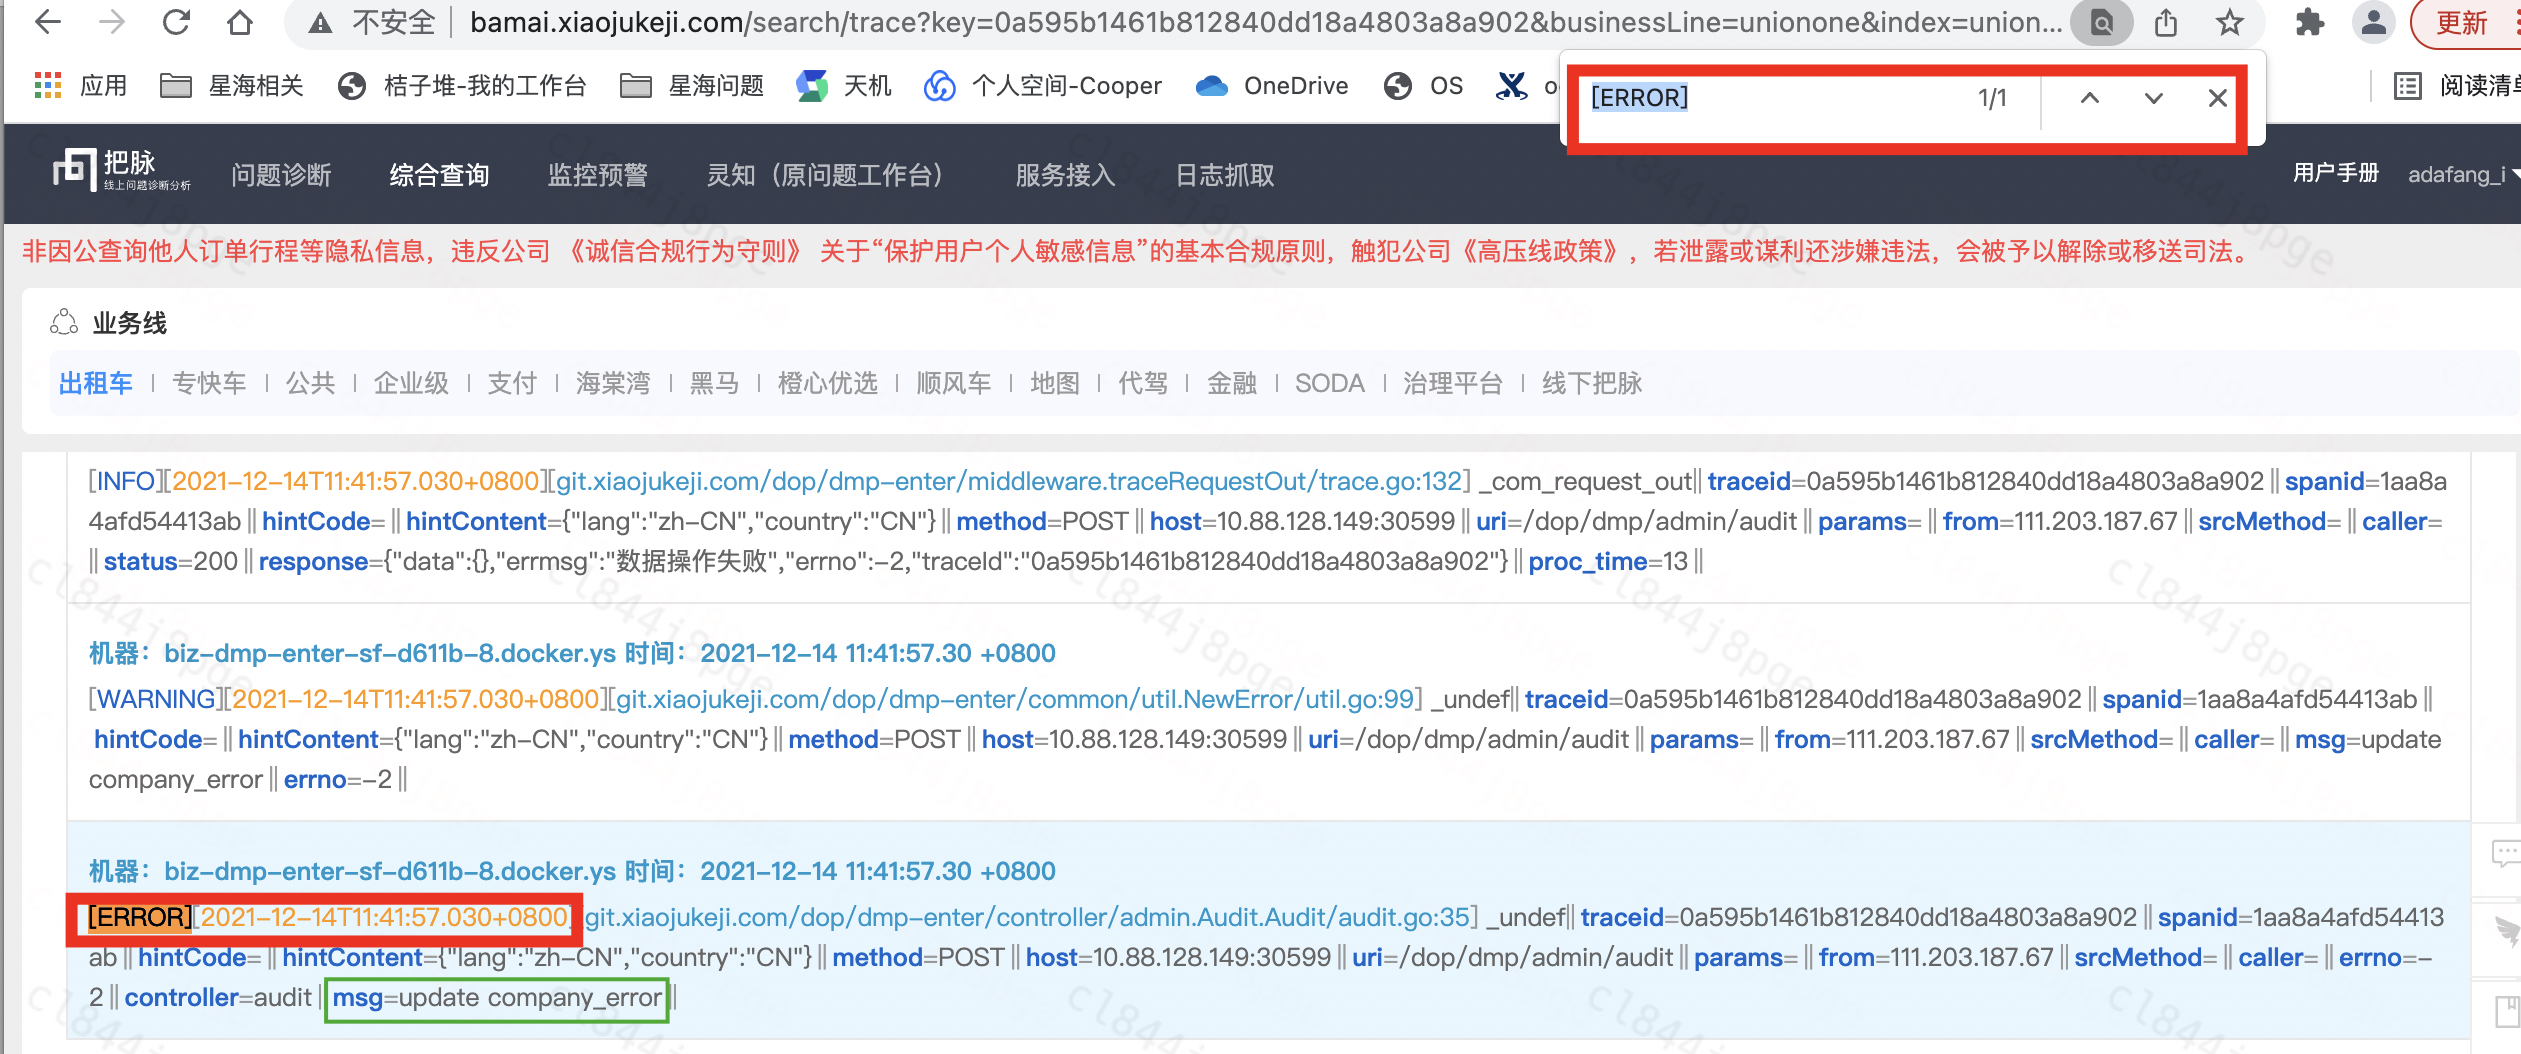 不安全 bamai.xiaojukeji.com/search/trace?key=0a595b1461b812840dd18a4803a8a902&businessLine=unionone&index=union... 更新
应用 星海相关 桔子堆-我的工作台 星海问题 天机 个人空间-Cooper OneDrive OS o 阅读清单
[ERROR] 1/1
把脉
线上问题诊断分析
问题诊断 综合查询 监控预警 灵知（原问题工作台） 服务接入 日志抓取 用户手册 adafang_i
非因公查询他人订单行程等隐私信息，违反公司 《诚信合规行为守则》 关于“保护用户个人敏感信息”的基本合规原则，触犯公司《高压线政策》，若泄露或谋利还涉嫌违法，会被予以解除或移送司法。
业务线
出租车 | 专快车 | 公共 | 企业级 | 支付 | 海棠湾 | 黑马 | 橙心优选 | 顺风车 | 地图 | 代驾 | 金融 | SODA | 治理平台 | 线下把脉
[INFO][2021-12-14T11:41:57.030+0800][git.xiaojukeji.com/dop/dmp-enter/middleware.traceRequestOut/trace.go:132] _com_request_out||traceid=0a595b1461b812840dd18a4803a8a902||spanid=1aa8a
4afd54413ab||hintCode=||hintContent={"lang":"zh-CN","country":"CN"}||method=POST||host=10.88.128.149:30599||uri=/dop/dmp/admin/audit||params=||from=111.203.187.67||srcMethod=||caller=
||status=200||response={"data":{},"errmsg":"数据操作失败","errno":-2,"traceId":"0a595b1461b812840dd18a4803a8a902"}||proc_time=13||
机器：biz-dmp-enter-sf-d611b-8.docker.ys 时间：2021-12-14 11:41:57.30 +0800
[WARNING][2021-12-14T11:41:57.030+0800][git.xiaojukeji.com/dop/dmp-enter/common/util.NewError/util.go:99] _undef||traceid=0a595b1461b812840dd18a4803a8a902||spanid=1aa8a4afd54413ab||
hintCode=||hintContent={"lang":"zh-CN","country":"CN"}||method=POST||host=10.88.128.149:30599||uri=/dop/dmp/admin/audit||params=||from=111.203.187.67||srcMethod=||caller=||msg=update
company_error||errno=-2||
机器：biz-dmp-enter-sf-d611b-8.docker.ys 时间：2021-12-14 11:41:57.30 +0800
[ERROR][2021-12-14T11:41:57.030+0800][git.xiaojukeji.com/dop/dmp-enter/controller/admin.Audit.Audit/audit.go:35] _undef||traceid=0a595b1461b812840dd18a4803a8a902||spanid=1aa8a4afd54413
ab||hintCode=||hintContent={"lang":"zh-CN","country":"CN"}||method=POST||host=10.88.128.149:30599||uri=/dop/dmp/admin/audit||params=||from=111.203.187.67||srcMethod=||caller=||errno=-
2||controller=audit||msg=update company_error||